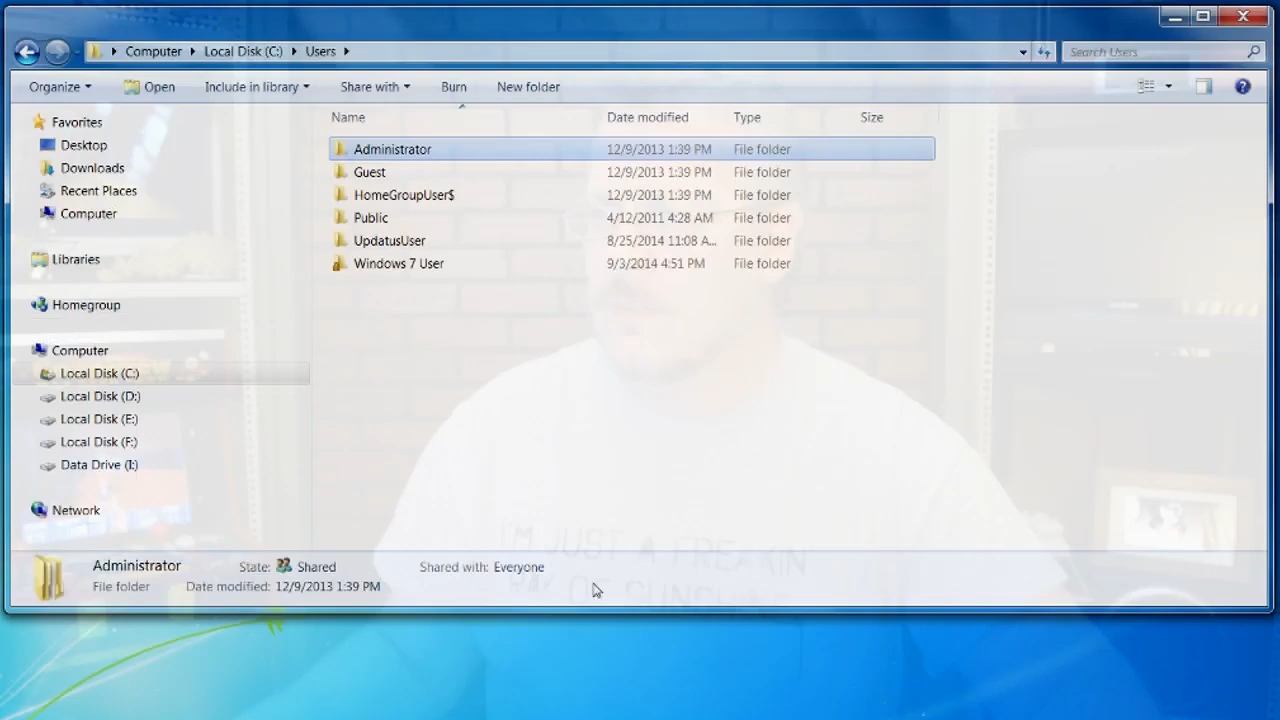 Computer Local Disk (C:) Users
Search Users
Organize Open Include in library Share with Burn New folder
Name Date modified Type Size
Favorites
Desktop
Downloads
Recent Places
Computer
Libraries
Homegroup
Computer
Local Disk (C:)
Local Disk (D:)
Local Disk (E:)
Local Disk (F:)
Data Drive (I:)
Network
Administrator 12/9/2013 1:39 PM File folder
Guest 12/9/2013 1:39 PM File folder
HomeGroupUser$ 12/9/2013 1:39 PM File folder
Public 4/12/2011 4:28 AM File folder
UpdatusUser 8/25/2014 11:08 A... File folder
Windows 7 User 9/3/2014 4:51 PM File folder
I'M JUST A FREAKIN
RAY OF SUNSHINE
Administrator State: Shared Shared with: Everyone
File folder Date modified: 12/9/2013 1:39 PM